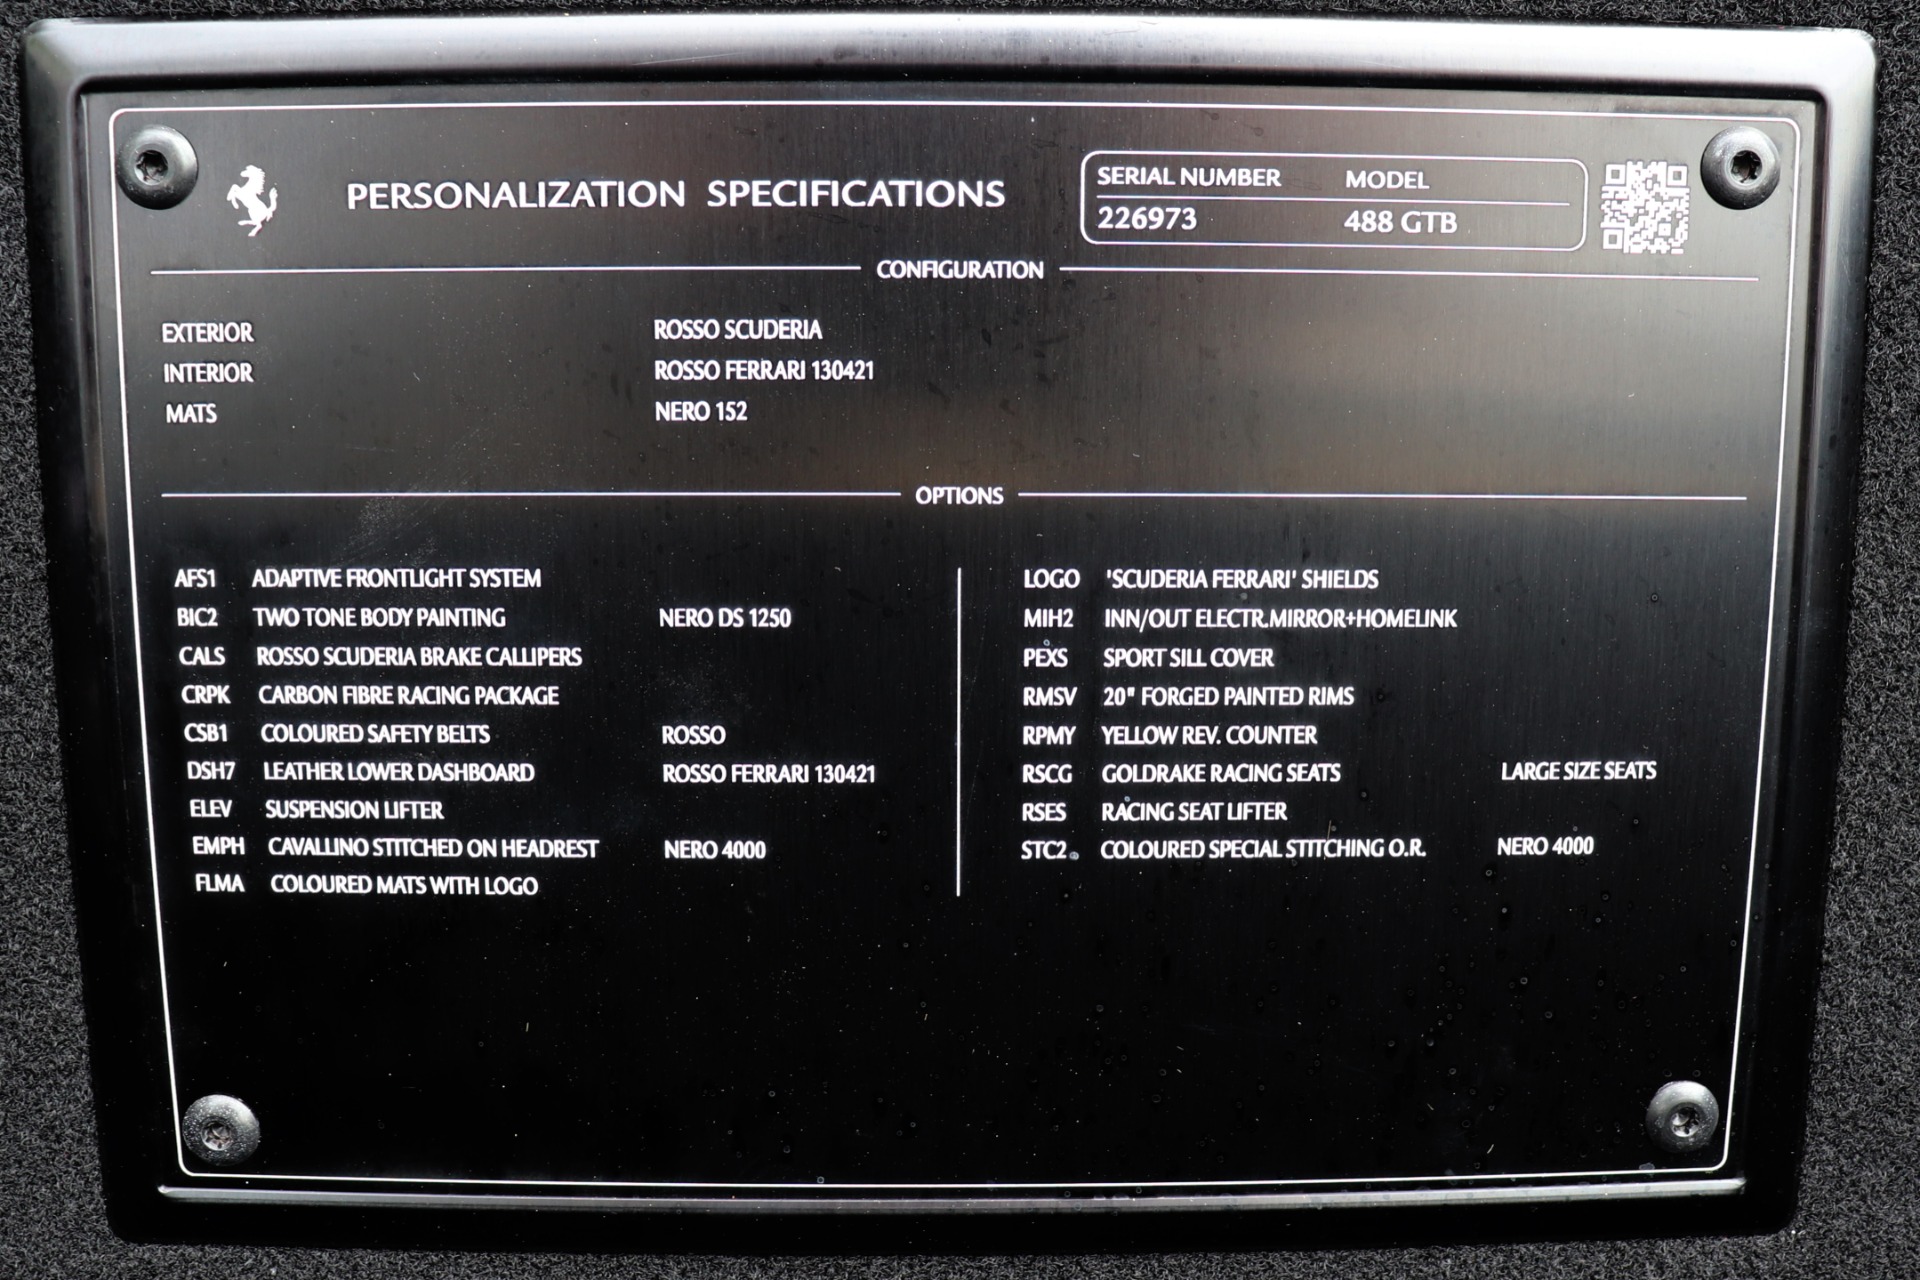 PERSONALIZATION SPECIFICATIONS
SERIAL NUMBER MODEL
226973 488 GTB
CONFIGURATION
EXTERIOR ROSSO SCUDERIA
INTERIOR ROSSO FERRARI 130421
MATS NERO 152
OPTIONS
AFS1 ADAPTIVE FRONTLIGHT SYSTEM
BIC2 TWO TONE BODY PAINTING NERO DS 1250
CALS ROSSO SCUDERIA BRAKE CALLIPERS
CRPK CARBON FIBRE RACING PACKAGE
CSB1 COLOURED SAFETY BELTS ROSSO
DSH7 LEATHER LOWER DASHBOARD ROSSO FERRARI 130421
ELEV SUSPENSION LIFTER
EMPH CAVALLINO STITCHED ON HEADREST NERO 4000
FLMA COLOURED MATS WITH LOGO
LOGO 'SCUDERIA FERRARI' SHIELDS
MIH2 INN/OUT ELECTR.MIRROR+HOMELINK
PEXS SPORT SILL COVER
RMSV 20" FORGED PAINTED RIMS
RPMY YELLOW REV. COUNTER
RSCG GOLDRAKE RACING SEATS LARGE SIZE SEATS
RSES RACING SEAT LIFTER
STC2 COLOURED SPECIAL STITCHING O.R. NERO 4000